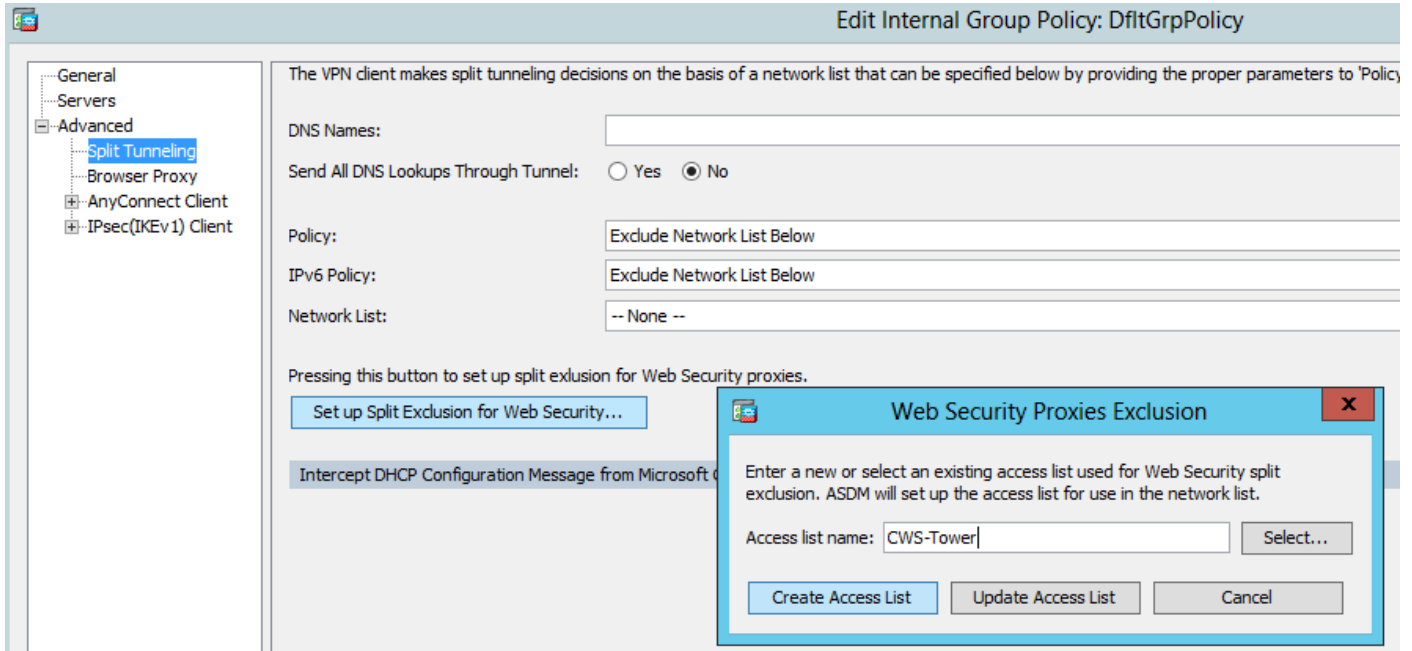 Edit Internal Group Policy: DfltGrpPolicy
General
Servers
Advanced
Split Tunneling
Browser Proxy
AnyConnect Client
IPsec(IKEv1) Client
The VPN client makes split tunneling decisions on the basis of a network list that can be specified below by providing the proper parameters to 'Policy
DNS Names:
Send All DNS Lookups Through Tunnel: Yes No
Policy: Exclude Network List Below
IPv6 Policy: Exclude Network List Below
Network List: -- None --
Pressing this button to set up split exlusion for Web Security proxies.
Set up Split Exclusion for Web Security...
Intercept DHCP Configuration Message from Microsoft
Web Security Proxies Exclusion
x
Enter a new or select an existing access list used for Web Security split
exclusion. ASDM will set up the access list for use in the network list.
Access list name: CWS-Tower Select...
Create Access List Update Access List Cancel